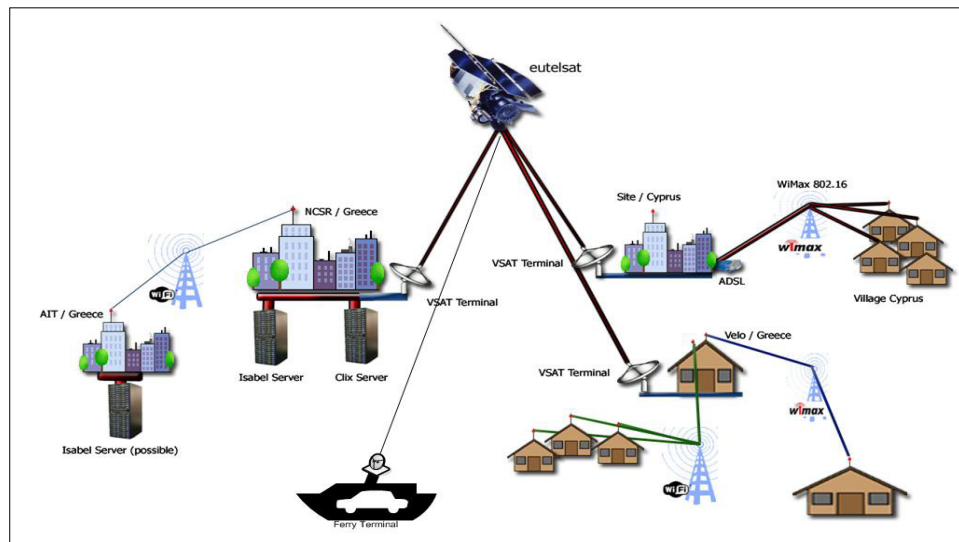 eutelsat
WiMax 802.16
Site / Cyprus
NCSR / Greece
wimax
VSAT Terminal
ADSL
Village Cyprus
WiFi
VSAT Terminal
AIT / Greece
Velo / Greece
Isabel Server
Clix Server
VSAT Terminal
wimax
Isabel Server (possible)
WiFi
Ferry Terminal